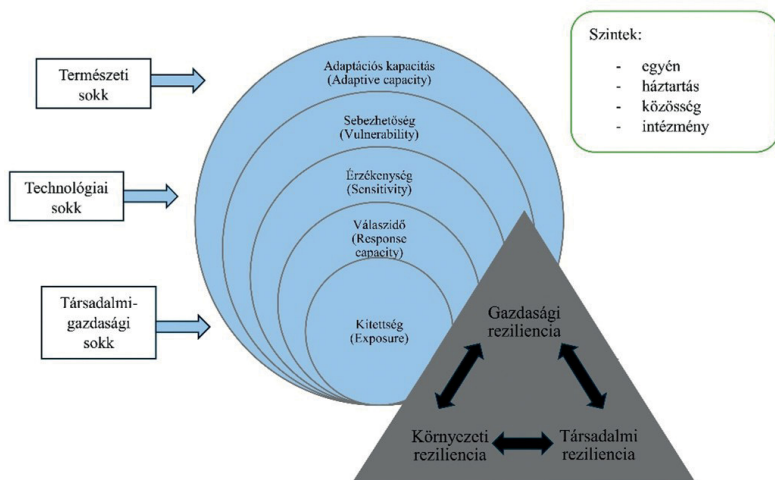 Természeti
sokk
Technológiai
sokk
Társadalmi-
gazdasági
sokk
Adaptációs kapacitás
(Adaptive capacity)
Sebezhetőség
(Vulnerability)
Érzékenység
(Sensitivity)
Válaszidő
(Response
capacity)
Kitettség
(Exposure)
Gazdasági
reziliencia
Környezeti
reziliencia
Társadalmi
reziliencia
Szintek:
- egyén
- háztartás
- közösség
- intézmény